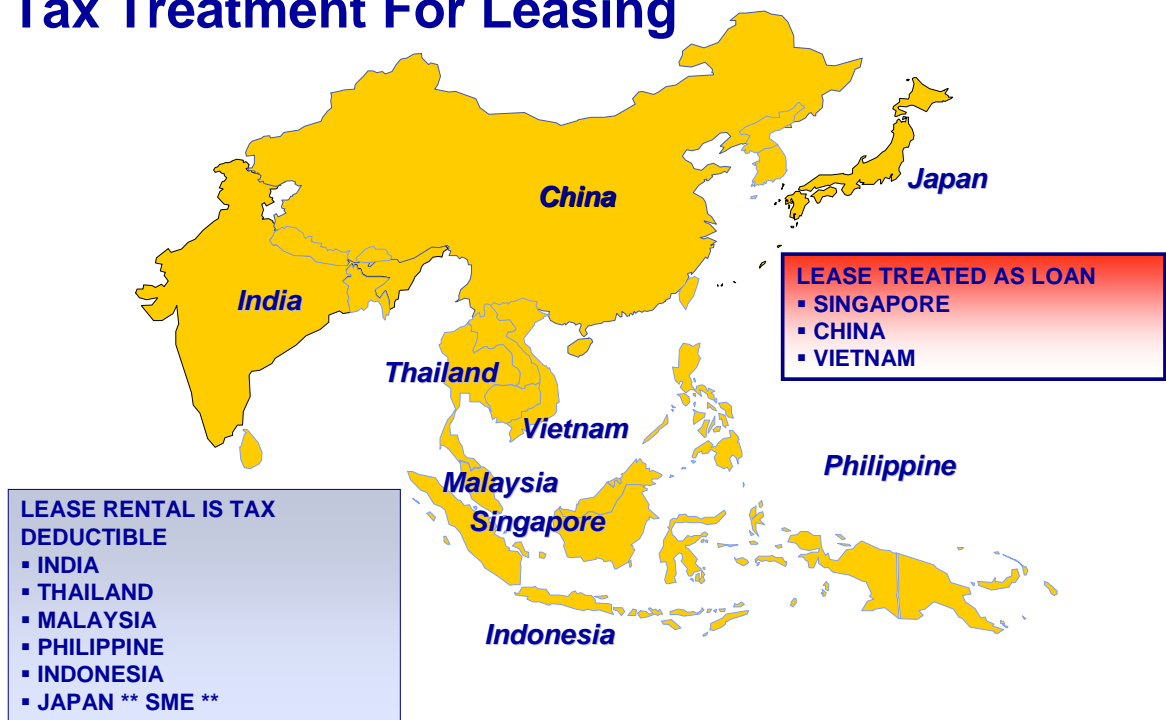 Tax Treatment For Leasing
China
Japan
LEASE TREATED AS LOAN
▪ SINGAPORE
▪ CHINA
▪ VIETNAM
India
Thailand
Vietnam
Philippine
Malaysia
Singapore
Indonesia
LEASE RENTAL IS TAX
DEDUCTIBLE
▪ INDIA
▪ THAILAND
▪ MALAYSIA
▪ PHILIPPINE
▪ INDONESIA
▪ JAPAN ** SME **